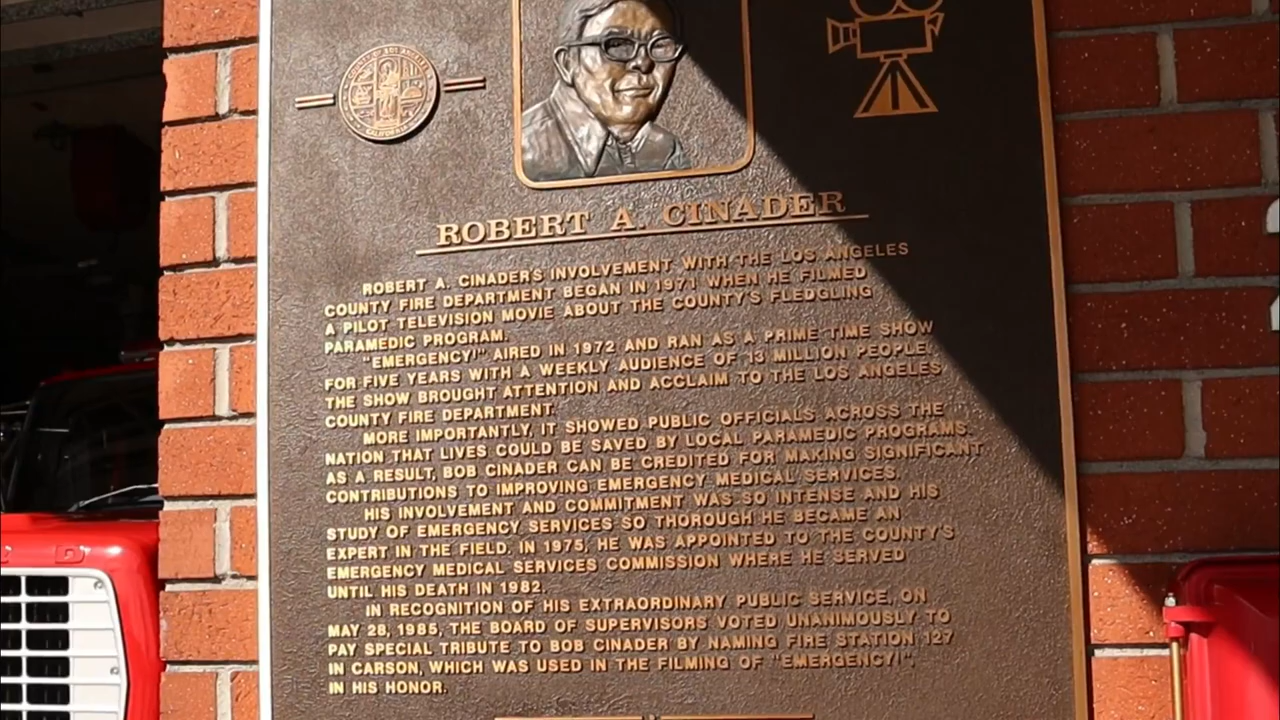 COUNTY OF LOS ANGELES
CALIFORNIA
ROBERT A. CINADER
ROBERT A. CINADER'S INVOLVEMENT WITH THE LOS ANGELES
COUNTY FIRE DEPARTMENT BEGAN IN 1971 WHEN HE FILMED
A PILOT TELEVISION MOVIE ABOUT THE COUNTY'S FLEDGLING
PARAMEDIC PROGRAM.
"EMERGENCY!" AIRED IN 1972 AND RAN AS A PRIME TIME SHOW
FOR FIVE YEARS WITH A WEEKLY AUDIENCE OF 13 MILLION PEOPLE.
THE SHOW BROUGHT ATTENTION AND ACCLAIM TO THE LOS ANGELES
COUNTY FIRE DEPARTMENT.
MORE IMPORTANTLY, IT SHOWED PUBLIC OFFICIALS ACROSS THE
NATION THAT LIVES COULD BE SAVED BY LOCAL PARAMEDIC PROGRAMS.
AS A RESULT, BOB CINADER CAN BE CREDITED FOR MAKING SIGNIFICANT
CONTRIBUTIONS TO IMPROVING EMERGENCY MEDICAL SERVICES.
HIS INVOLVEMENT AND COMMITMENT WAS SO INTENSE AND HIS
STUDY OF EMERGENCY SERVICES SO THOROUGH HE BECAME AN
EXPERT IN THE FIELD. IN 1975, HE WAS APPOINTED TO THE COUNTY'S
EMERGENCY MEDICAL SERVICES COMMISSION WHERE HE SERVED
UNTIL HIS DEATH IN 1982.
IN RECOGNITION OF HIS EXTRAORDINARY PUBLIC SERVICE, ON
MAY 28, 1985, THE BOARD OF SUPERVISORS VOTED UNANIMOUSLY TO
PAY SPECIAL TRIBUTE TO BOB CINADER BY NAMING FIRE STATION 127
IN CARSON, WHICH WAS USED IN THE FILMING OF "EMERGENCY!",
IN HIS HONOR.